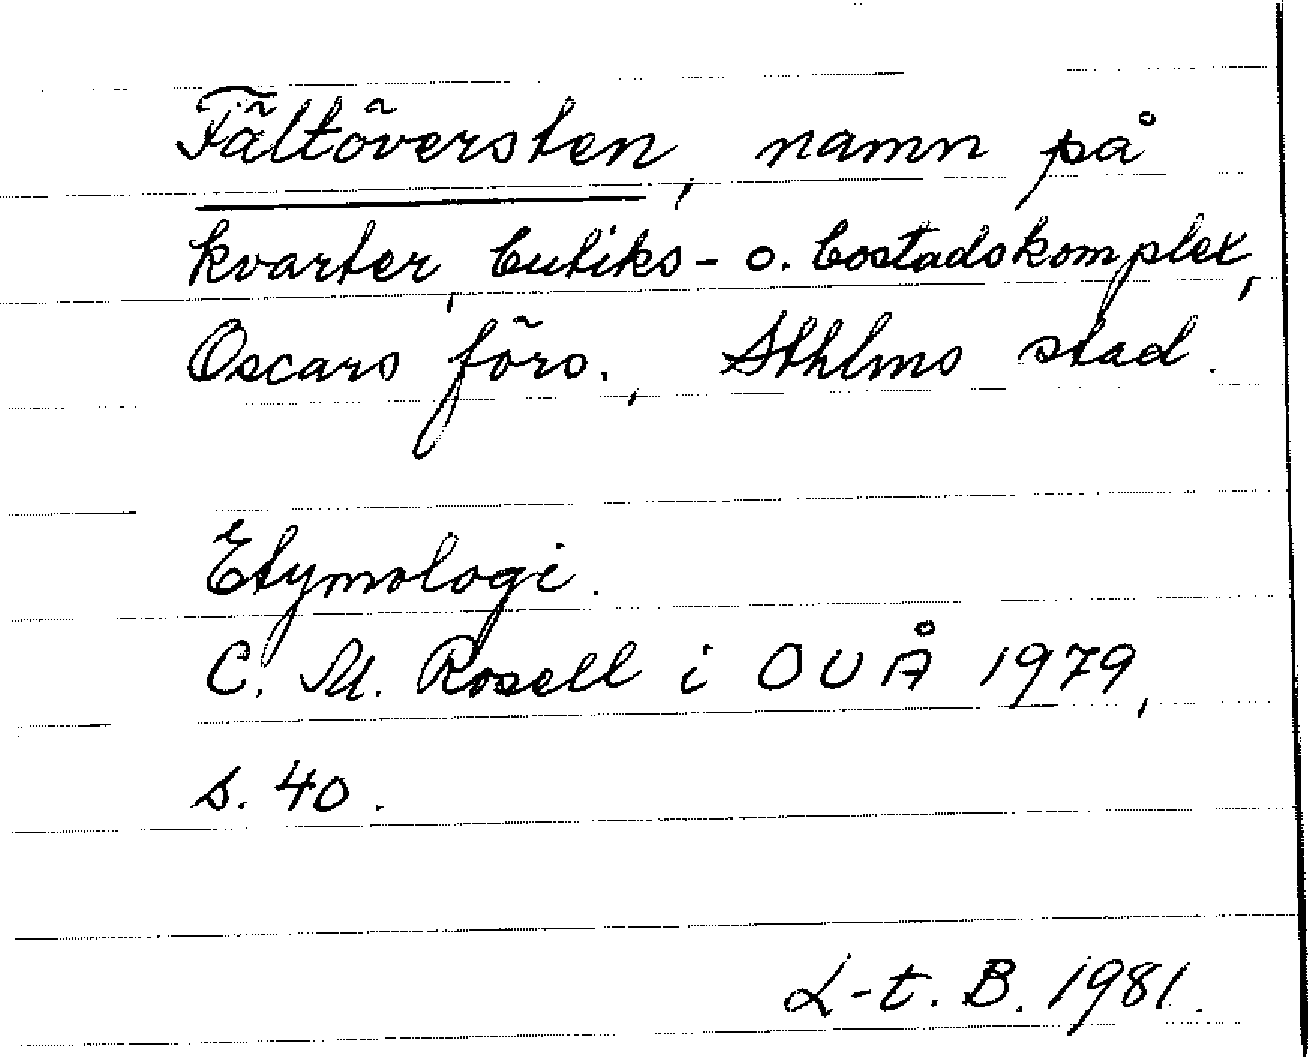 Fältöversten, namn på
kvarter, butiks- o. bostadskomplex,
Oscars förs., Sthlms stad.
Etymologi.
C. M. Rosell i OUÅ 1979,
s. 40.
L-t. B. 1981.